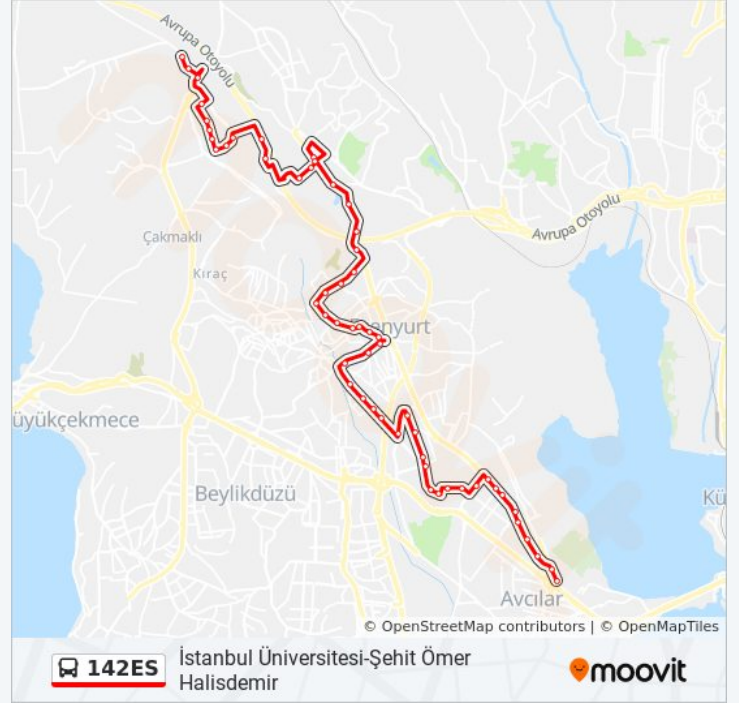 Avrupa Otoyolu
Avrupa Otoyolu
Çakmaklı
Kıraç
üyükçekmece
Beylikdüzü
Kü
Avcılar
© OpenStreetMap contributors | © OpenMapTiles
142ES
İstanbul Üniversitesi-Şehit Ömer
Halisdemir
moovit